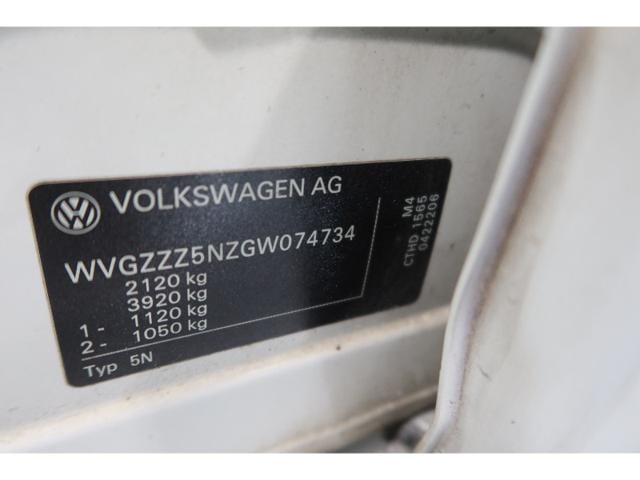 VOLKSWAGEN AG
WVGZZZ5NZGW074734
2120 kg
3920 kg
1- 1120 kg
2- 1050 kg
Typ 5N
M4
CTHD 1565
0422206